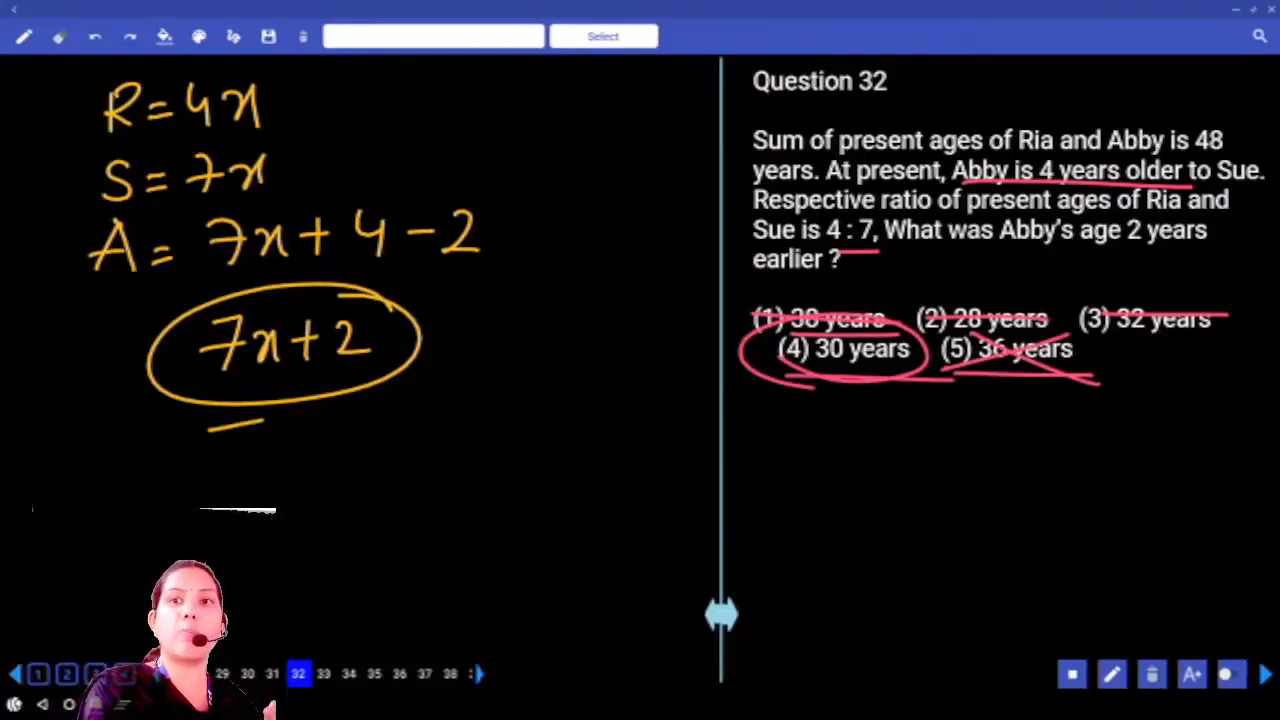 Select
R = 4x
S = 7x
A = 7x + 4 - 2
7x + 2
Question 32
Sum of present ages of Ria and Abby is 48
years. At present, Abby is 4 years older to Sue.
Respective ratio of present ages of Ria and
Sue is 4 : 7, What was Abby's age 2 years
earlier ?
(1) 38 years (2) 28 years (3) 32 years
(4) 30 years (5) 36 years
1 2 29 30 31 32 33 34 35 36 37 38
A+